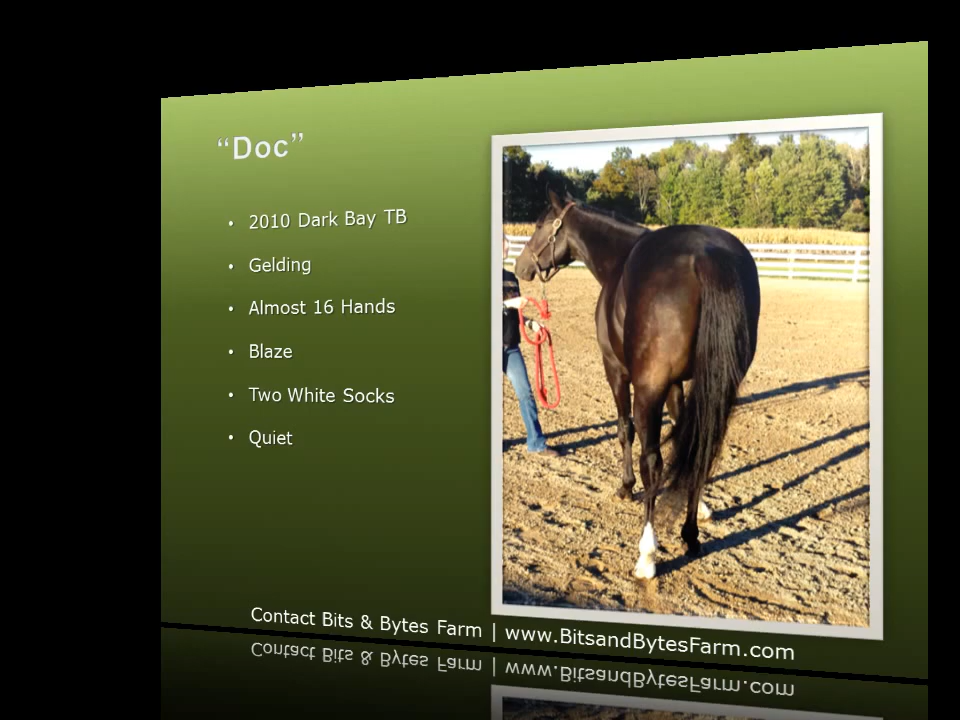 “Doc”
• 2010 Dark Bay TB
• Gelding
• Almost 16 Hands
• Blaze
• Two White Socks
• Quiet
Contact Bits & Bytes Farm | www.BitsandBytesFarm.com